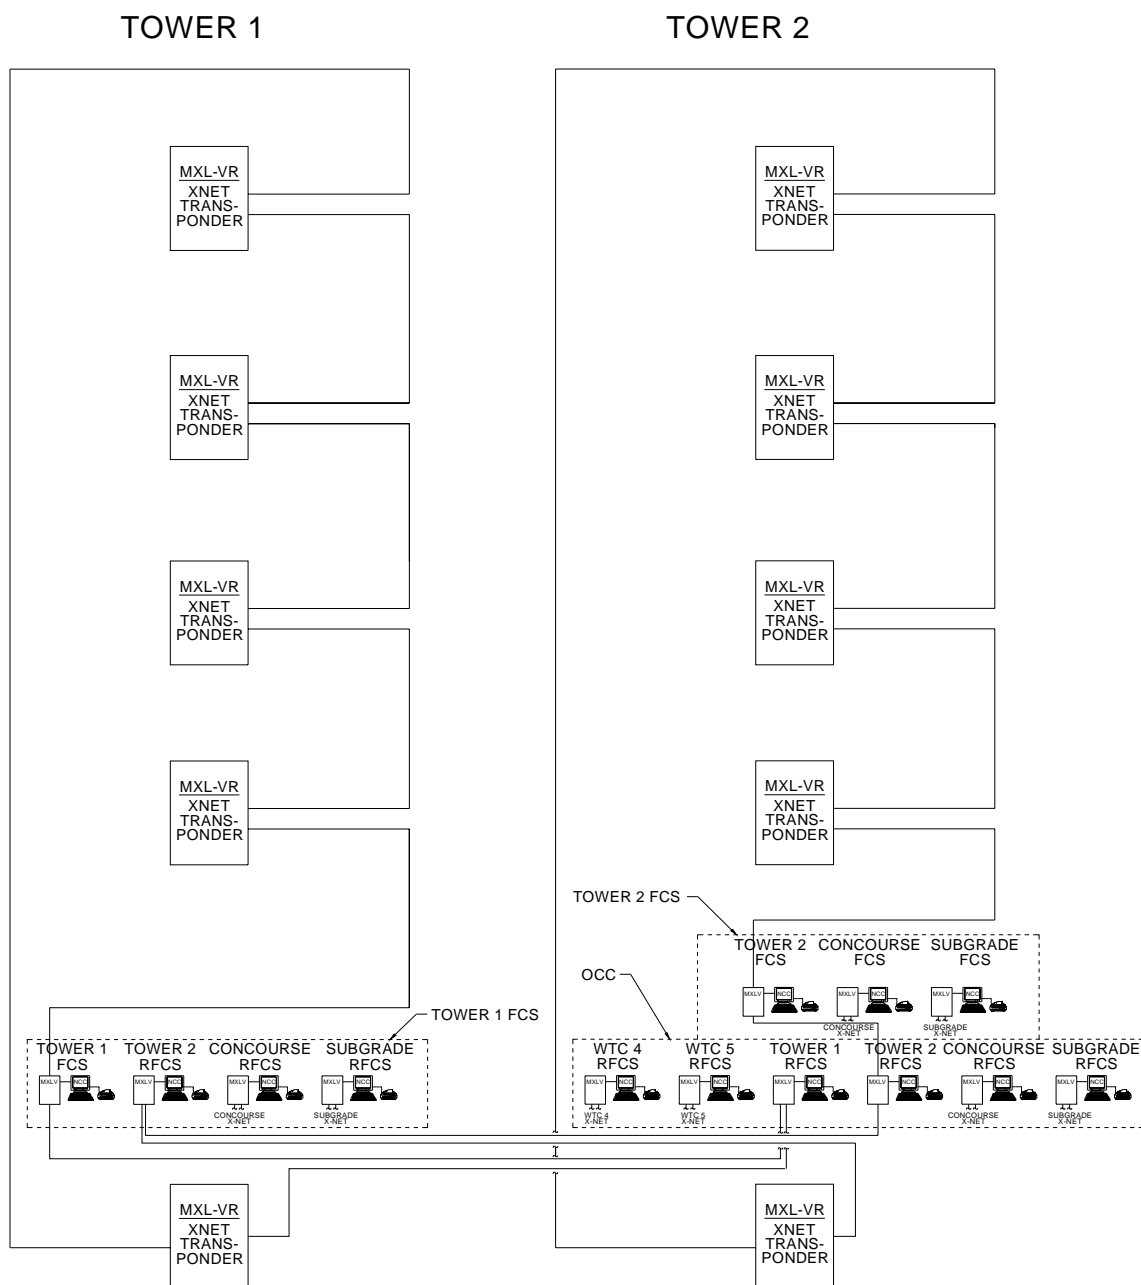 TOWER 1
TOWER 2
MXL-VR
XNET
TRANS-
PONDER
MXL-VR
XNET
TRANS-
PONDER
MXL-VR
XNET
TRANS-
PONDER
MXL-VR
XNET
TRANS-
PONDER
MXL-VR
XNET
TRANS-
PONDER
MXL-VR
XNET
TRANS-
PONDER
MXL-VR
XNET
TRANS-
PONDER
MXL-VR
XNET
TRANS-
PONDER
TOWER 2 FCS
TOWER 2
FCS
CONCOURSE
FCS
SUBGRADE
FCS
MXLV
NCC
MXLV
NCC
MXLV
NCC
CONCOURSE
X-NET
SUBGRADE
X-NET
OCC
TOWER 1 FCS
TOWER 1
FCS
TOWER 2
RFCS
CONCOURSE
RFCS
SUBGRADE
RFCS
MXLV
NCC
MXLV
NCC
MXLV
NCC
MXLV
NCC
CONCOURSE
X-NET
SUBGRADE
X-NET
WTC 4
RFCS
WTC 5
RFCS
TOWER 1
RFCS
TOWER 2
RFCS
CONCOURSE
RFCS
SUBGRADE
RFCS
MXLV
NCC
MXLV
NCC
MXLV
NCC
MXLV
NCC
MXLV
NCC
MXLV
NCC
WTC 4
X-NET
WTC 5
X-NET
CONCOURSE
X-NET
SUBGRADE
X-NET
MXL-VR
XNET
TRANS-
PONDER
MXL-VR
XNET
TRANS-
PONDER